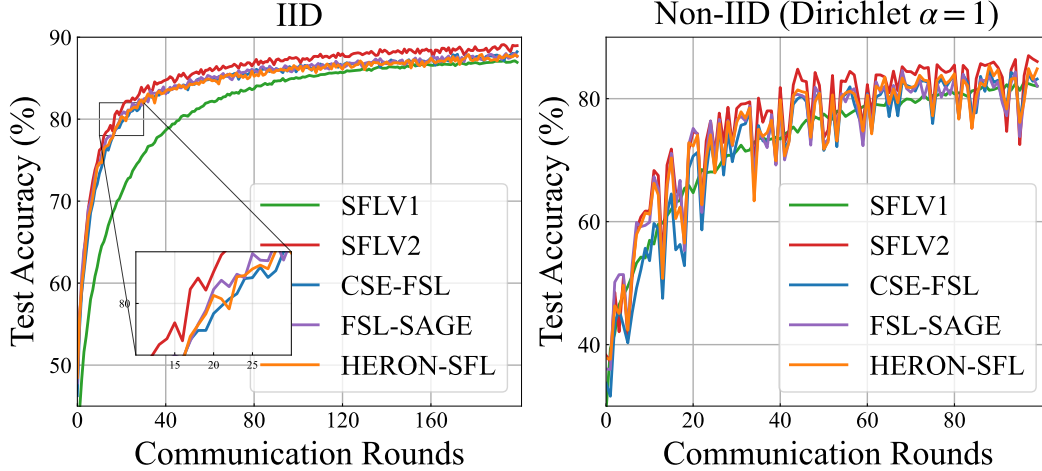 IID
Test Accuracy (%)
90
80
70
60
50
0
40
80
120
160
Communication Rounds
SFLV1
SFLV2
CSE-FSL
FSL-SAGE
HERON-SFL
80
15
20
25
Non-IID (Dirichlet α = 1)
Test Accuracy (%)
80
60
40
0
20
40
60
80
Communication Rounds
SFLV1
SFLV2
CSE-FSL
FSL-SAGE
HERON-SFL